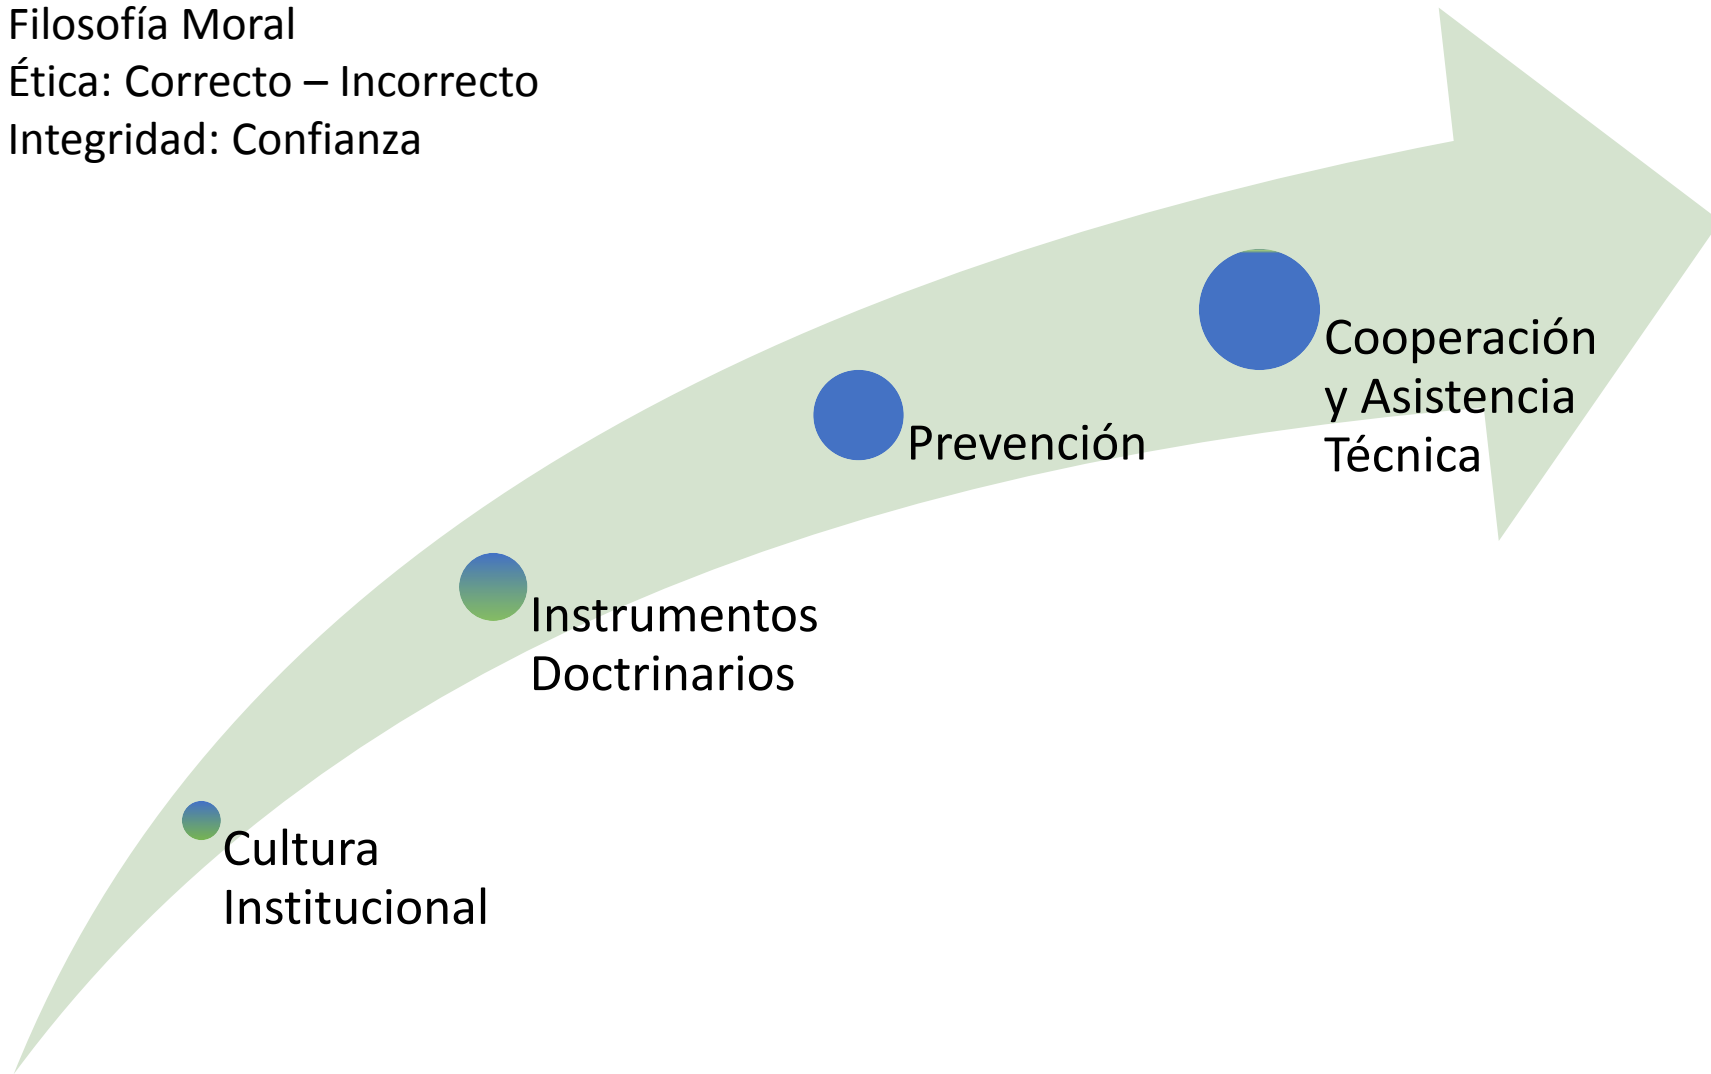 Filosofía Moral
Ética: Correcto – Incorrecto
Integridad: Confianza
Cooperación
y Asistencia
Técnica
Prevención
Instrumentos
Doctrinarios
Cultura
Institucional